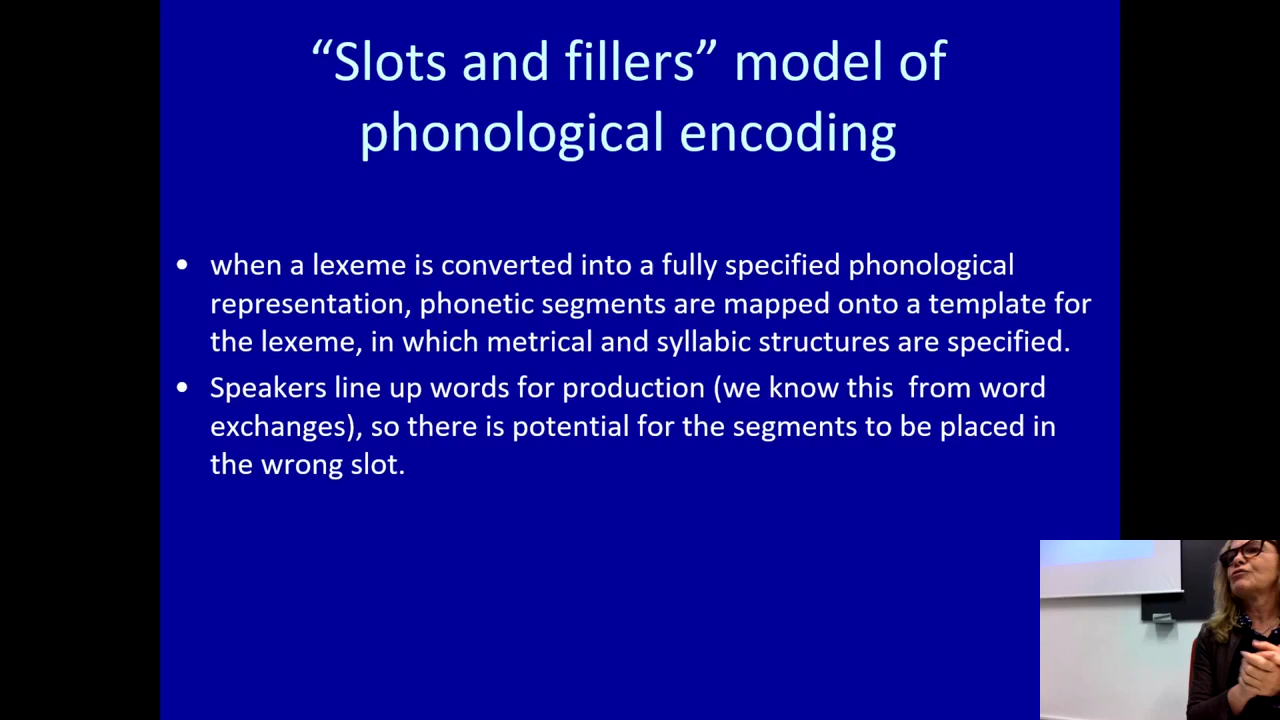 “Slots and fillers” model of
phonological encoding
• when a lexeme is converted into a fully specified phonological
representation, phonetic segments are mapped onto a template for
the lexeme, in which metrical and syllabic structures are specified.
• Speakers line up words for production (we know this  from word
exchanges), so there is potential for the segments to be placed in
the wrong slot.